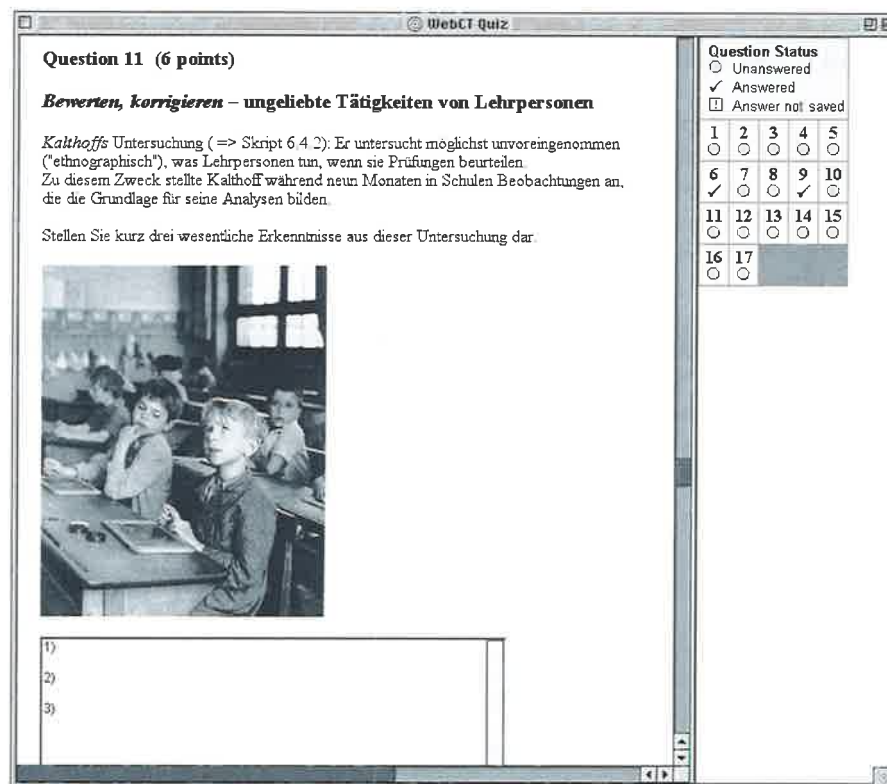 WebCT Quiz
Question 11 (6 points)
Bewerten, korrigieren – ungeliebte Tätigkeiten von Lehrpersonen
Kalthoffs Untersuchung ( => Skript 6.4.2): Er untersucht möglichst unvoreingenommen
("ethnographisch"), was Lehrpersonen tun, wenn sie Prüfungen beurteilen.
Zu diesem Zweck stellte Kalthoff während neun Monaten in Schulen Beobachtungen an,
die die Grundlage für seine Analysen bilden.
Stellen Sie kurz drei wesentliche Erkenntnisse aus dieser Untersuchung dar.
1)
2)
3)
Question Status
Unanswered
✓ Answered
! Answer not saved
1 2 3 4 5
6 7 8 9 10
✓ ✓
11 12 13 14 15
16 17